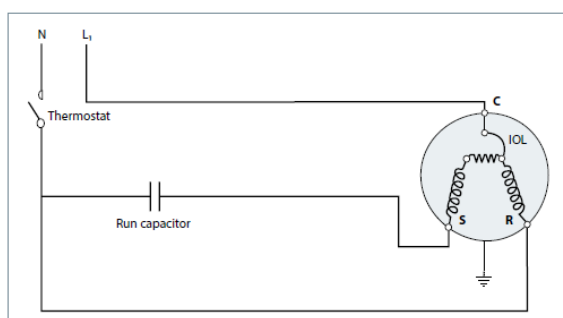 N L₁
C
Thermostat
IOL
S R
Run capacitor